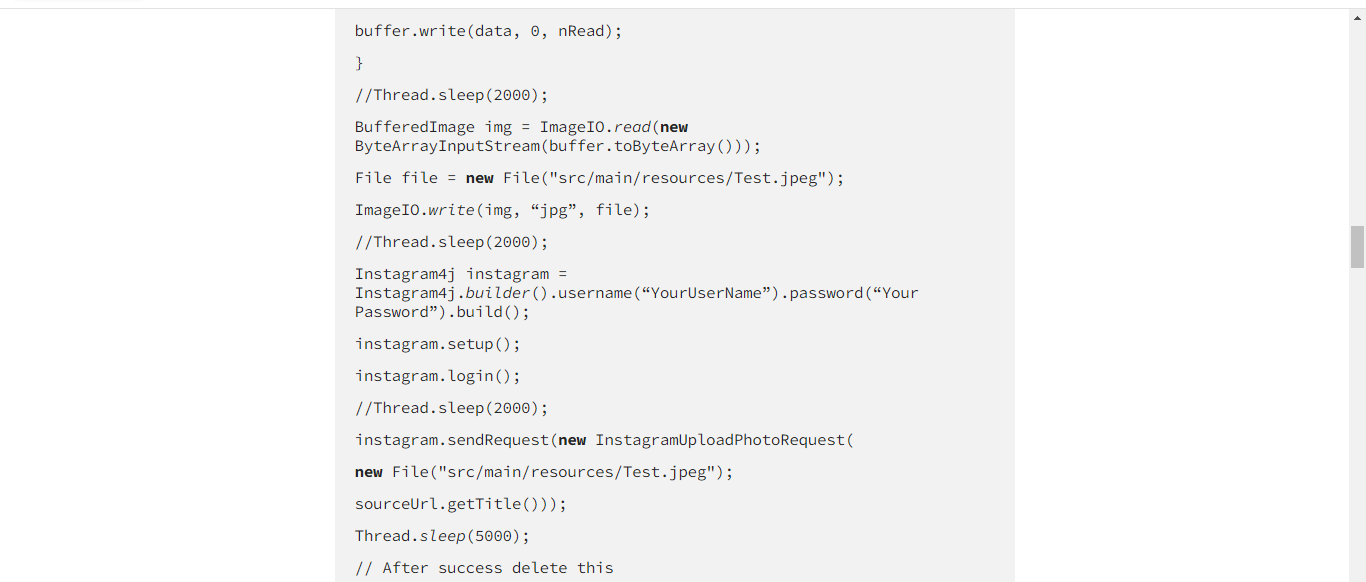 buffer.write(data, 0, nRead);
}
//Thread.sleep(2000);
BufferedImage img = ImageIO.read(new
ByteArrayInputStream(buffer.toByteArray()));
File file = new File("src/main/resources/Test.jpeg");
ImageIO.write(img, “jpg”, file);
//Thread.sleep(2000);
Instagram4j instagram =
Instagram4j.builder().username(“YourUserName”).password(“Your
Password”).build();
instagram.setup();
instagram.login();
//Thread.sleep(2000);
instagram.sendRequest(new InstagramUploadPhotoRequest(
new File("src/main/resources/Test.jpeg");
sourceUrl.getTitle()));
Thread.sleep(5000);
// After success delete this